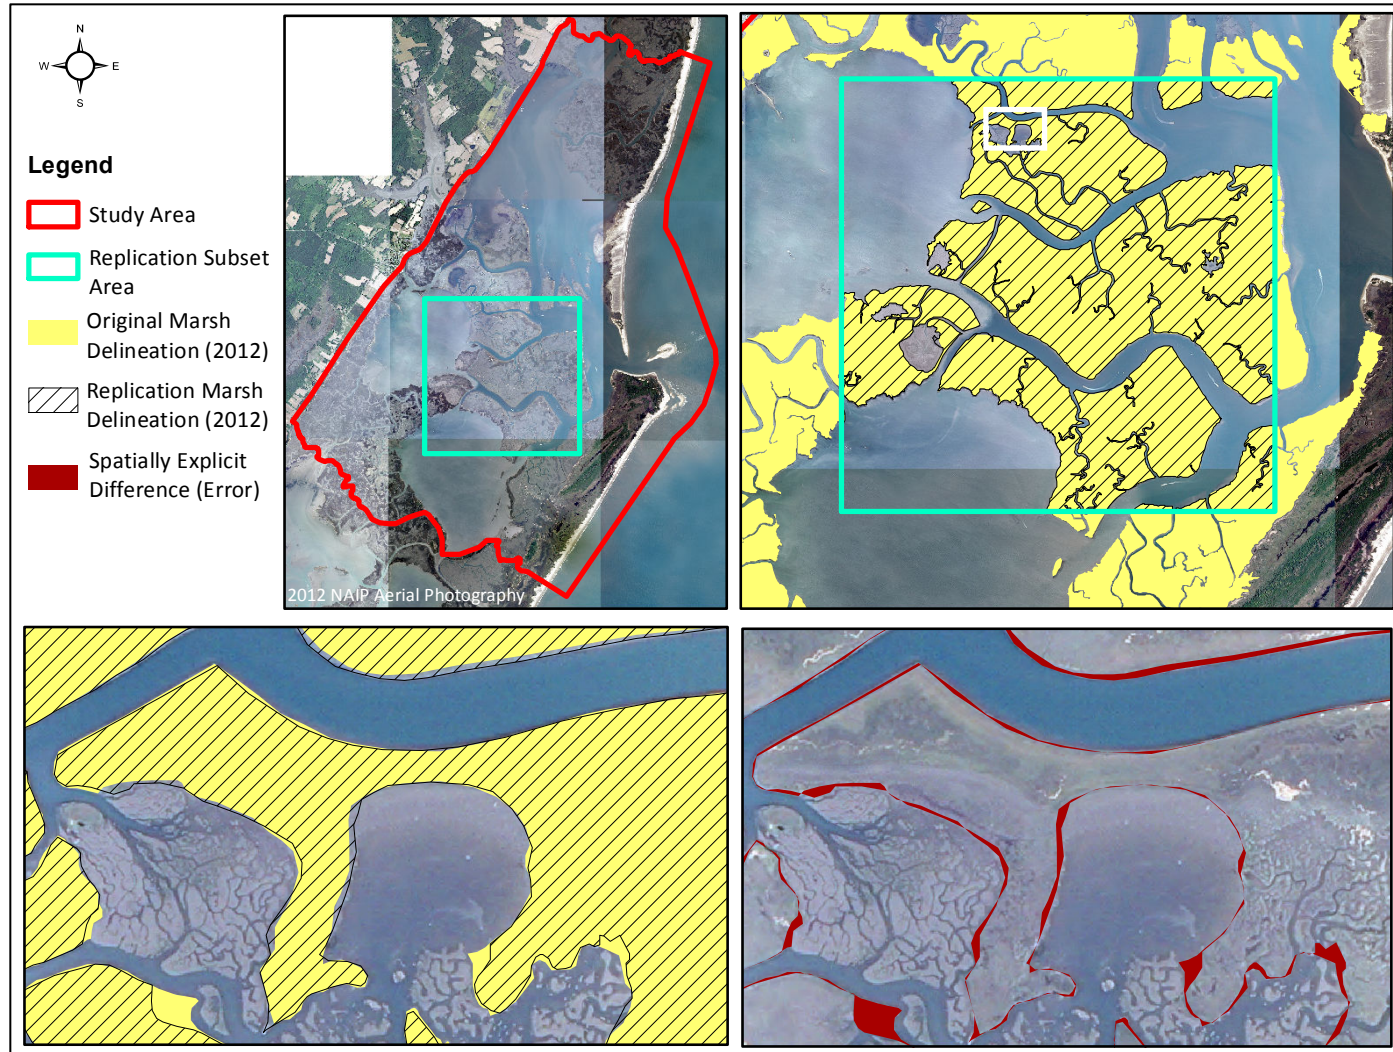 N
W E
S
Legend
Study Area
Replication Subset
Area
Original Marsh
Delineation (2012)
Replication Marsh
Delineation (2012)
Spatially Explicit
Difference (Error)
2012 NAIP Aerial Photography